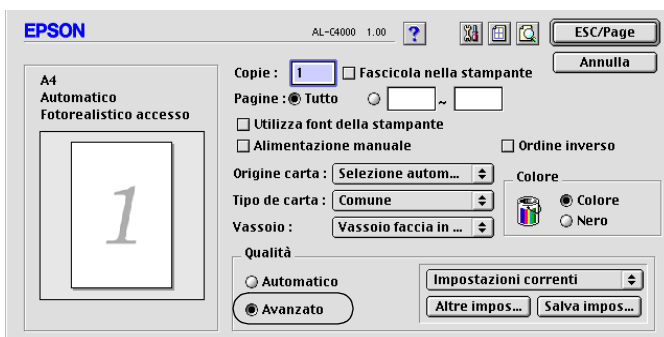 EPSON
AL-C4000 1.00
?
ESC/Page
Annulla
A4
Automatico
Fotorealistico accesso
1
Copie : 1 Fascicola nella stampante
Pagine : Tutto ~
Utilizza font della stampante
Alimentazione manuale Ordine inverso
Origine carta : Selezione autom...
Tipo de carta : Comune
Vassoio : Vassoio faccia in ...
Colore
Colore
Nero
Qualità
Automatico
Avanzato
Impostazioni correnti
Altre impos... Salva impos...